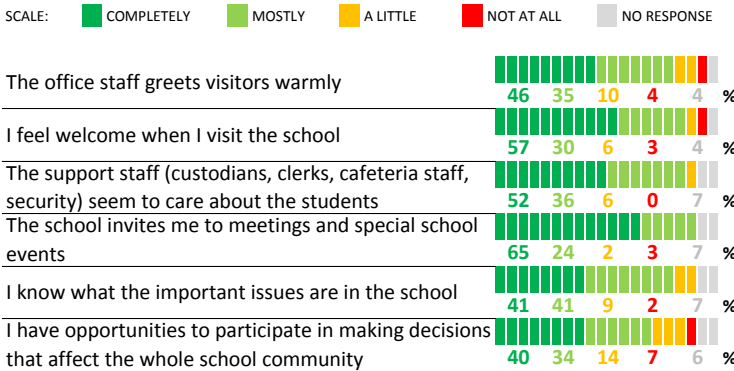 SCALE: COMPLETELY MOSTLY A LITTLE NOT AT ALL NO RESPONSE
The office staff greets visitors warmly
46 35 10 4 4 %
I feel welcome when I visit the school
57 30 6 3 4 %
The support staff (custodians, clerks, cafeteria staff,
security) seem to care about the students
52 36 6 0 7 %
The school invites me to meetings and special school
events
65 24 2 3 7 %
I know what the important issues are in the school
41 41 9 2 7 %
I have opportunities to participate in making decisions
that affect the whole school community
40 34 14 7 6 %